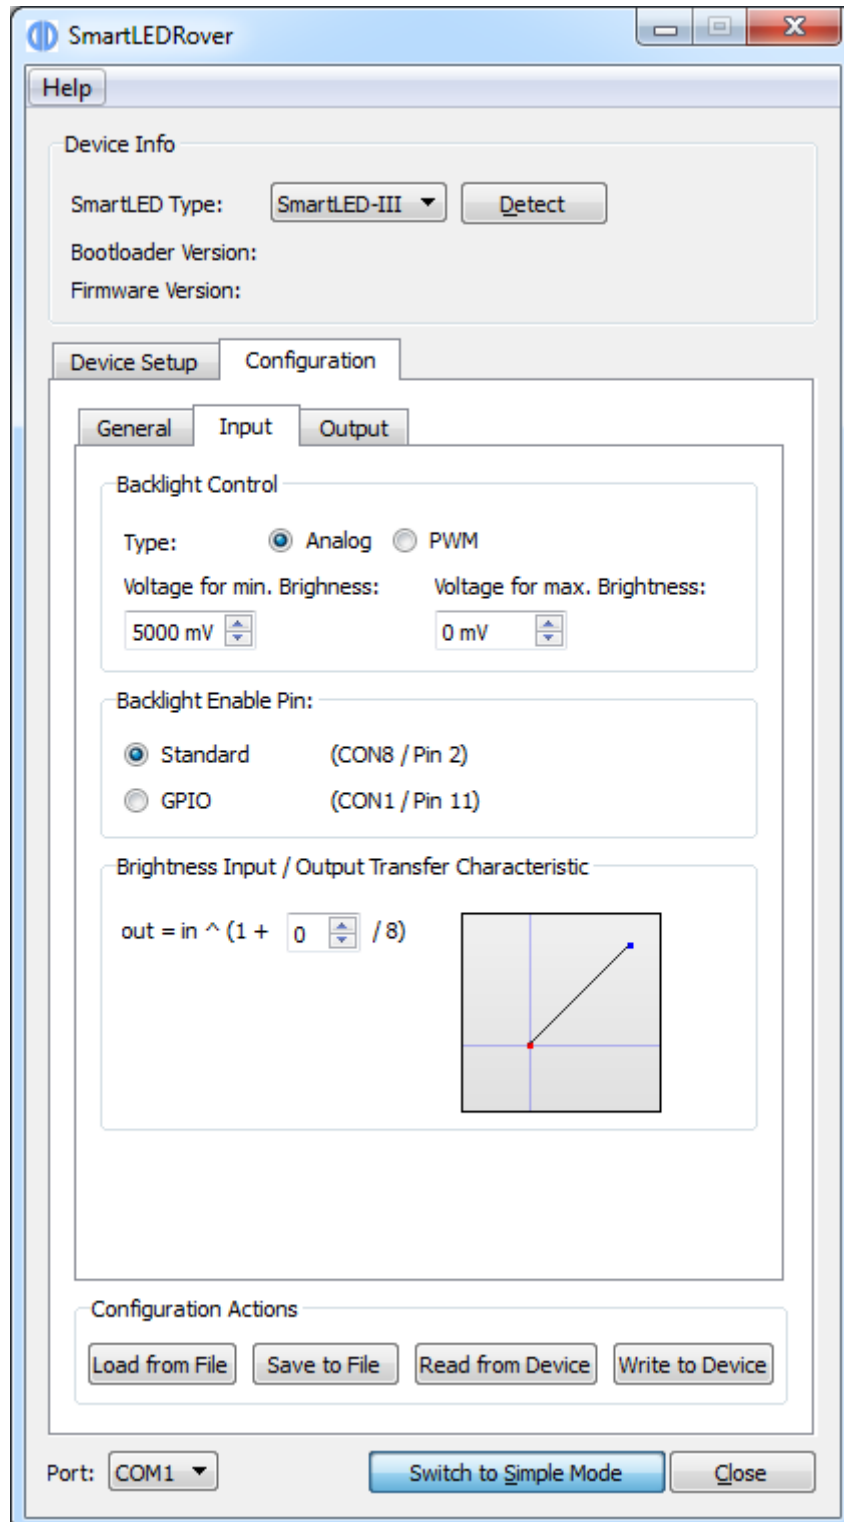 SmartLEDRover
Help
Device Info
SmartLED Type: SmartLED-III Detect
Bootloader Version:
Firmware Version:
Device Setup Configuration
General Input Output
Backlight Control
Type: Analog PWM
Voltage for min. Brighness: Voltage for max. Brightness:
5000 mV 0 mV
Backlight Enable Pin:
Standard (CON8 / Pin 2)
GPIO (CON1 / Pin 11)
Brightness Input / Output Transfer Characteristic
out = in ^ (1 + 0 / 8)
Configuration Actions
Load from File Save to File Read from Device Write to Device
Port: COM1 Switch to Simple Mode Close